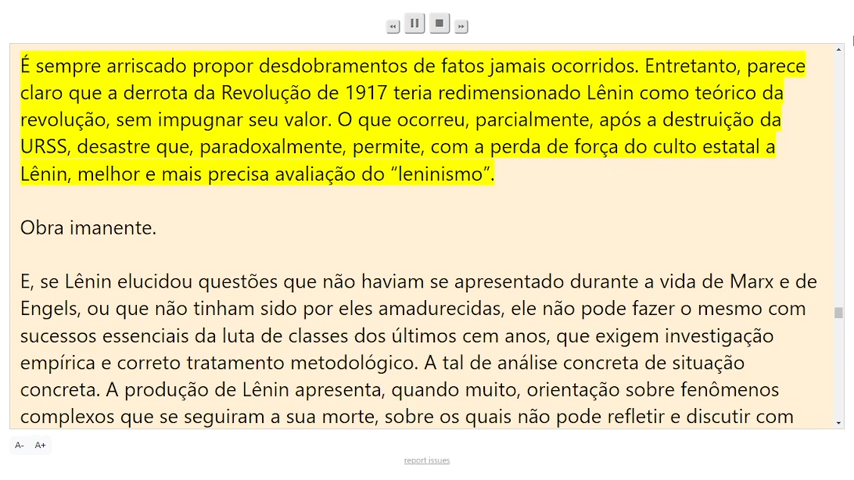 É sempre arriscado propor desdobramentos de fatos jamais ocorridos. Entretanto, parece
claro que a derrota da Revolução de 1917 teria redimensionado Lênin como teórico da
revolução, sem impugnar seu valor. O que ocorreu, parcialmente, após a destruição da
URSS, desastre que, paradoxalmente, permite, com a perda de força do culto estatal a
Lênin, melhor e mais precisa avaliação do “leninismo”.
Obra imanente.
E, se Lênin elucidou questões que não haviam se apresentado durante a vida de Marx e de
Engels, ou que não tinham sido por eles amadurecidas, ele não pode fazer o mesmo com
sucessos essenciais da luta de classes dos últimos cem anos, que exigem investigação
empírica e correto tratamento metodológico. A tal de análise concreta de situação
concreta. A produção de Lênin apresenta, quando muito, orientação sobre fenômenos
complexos que se seguiram a sua morte, sobre os quais não pode refletir e discutir com
A- A+
report issues